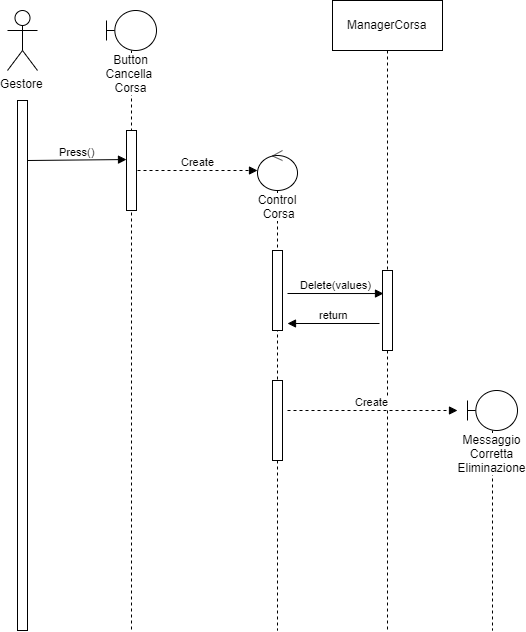 ManagerCorsa
Gestore
Button
Cancella
Corsa
Press()
Create
Control
Corsa
Delete(values)
return
Create
Messaggio
Corretta
Eliminazione